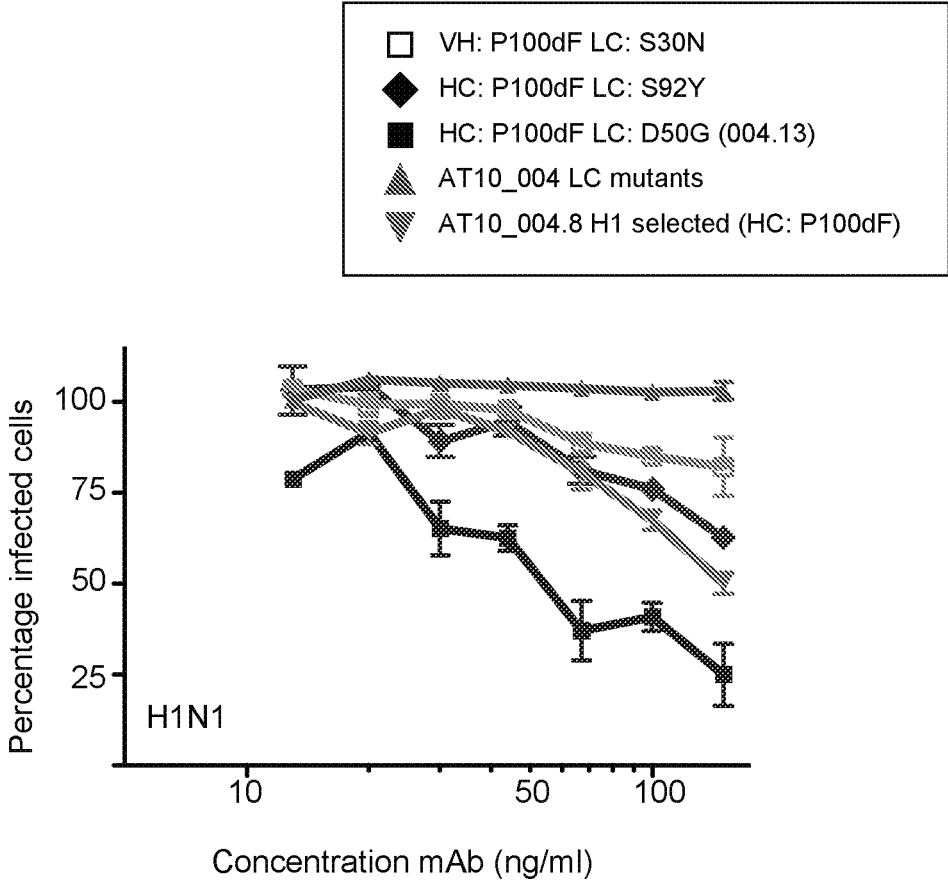 VH: P100dF LC: S30N
HC: P100dF LC: S92Y
HC: P100dF LC: D50G (004.13)
AT10_004 LC mutants
AT10_004.8 H1 selected (HC: P100dF)
Percentage infected cells
100
75
50
25
H1N1
10 50 100
Concentration mAb (ng/ml)